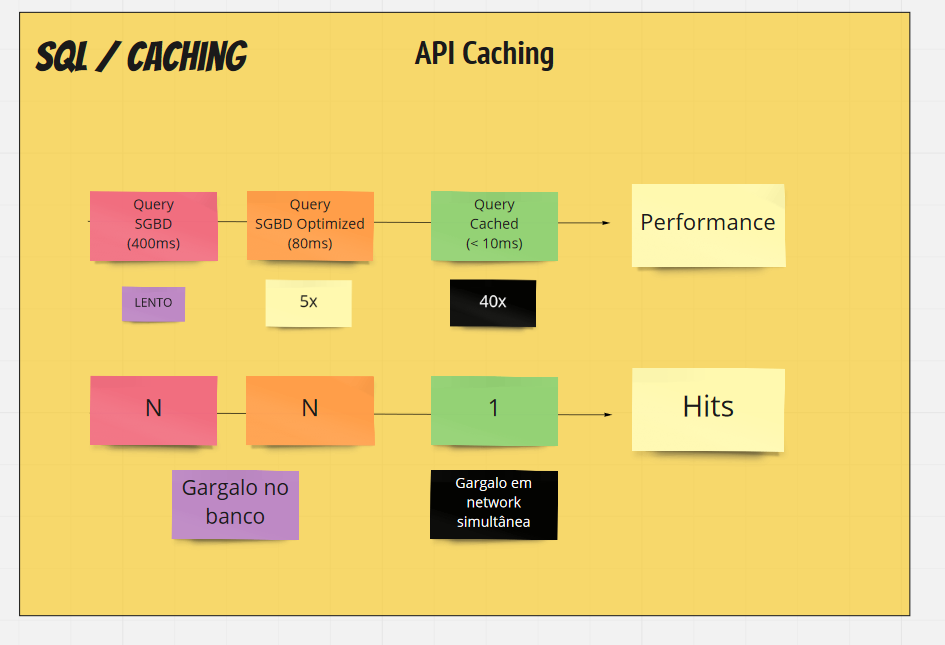 SQL / CACHING
API Caching
Query
SGBD
(400ms)
Query
SGBD Optimized
(80ms)
Query
Cached
(< 10ms)
Performance
LENTO
5x
40x
N
N
1
Hits
Gargalo no
banco
Gargalo em
network
simultânea